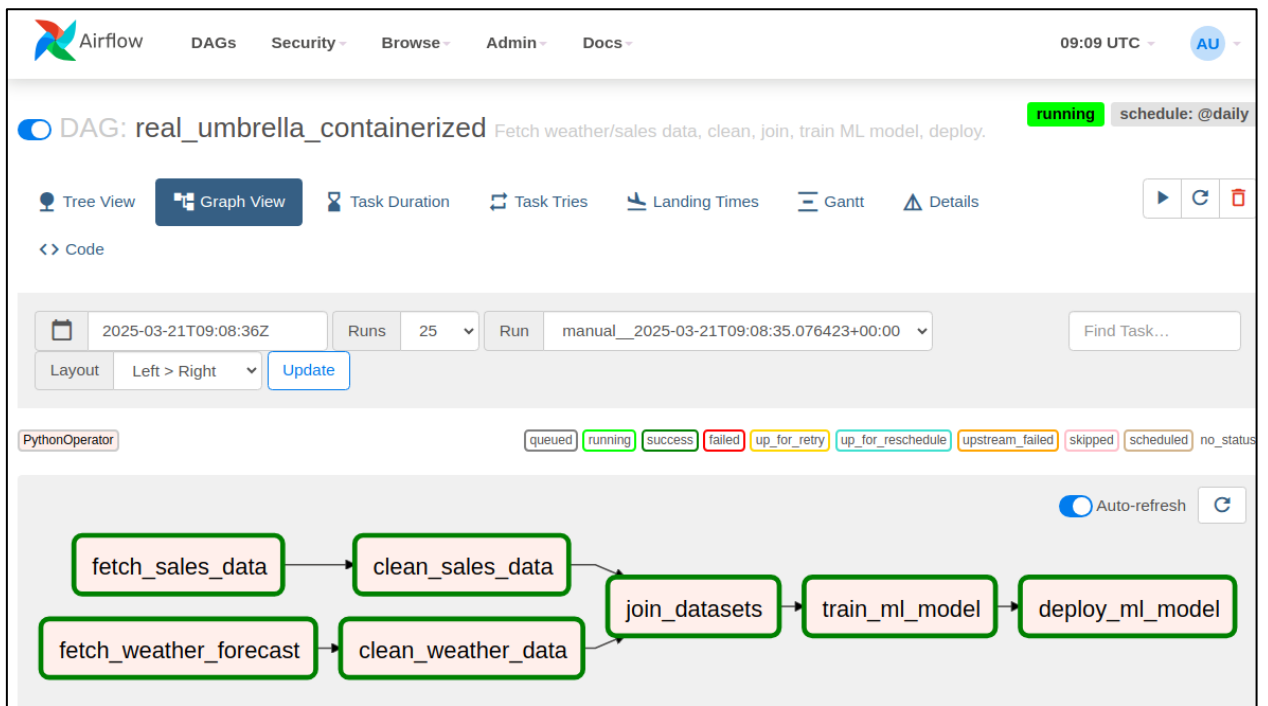 Airflow DAGs Security Browse Admin Docs 09:09 UTC AU
DAG: real_umbrella_containerized Fetch weather/sales data, clean, join, train ML model, deploy. running schedule: @daily
Tree View Graph View Task Duration Task Tries Landing Times Gantt Details
<> Code
2025-03-21T09:08:36Z Runs 25 Run manual__2025-03-21T09:08:35.076423+00:00 Find Task…
Layout Left > Right Update
PythonOperator queued running success failed up_for_retry up_for_reschedule upstream_failed skipped scheduled no_status
Auto-refresh
fetch_sales_data clean_sales_data
join_datasets train_ml_model deploy_ml_model
fetch_weather_forecast clean_weather_data